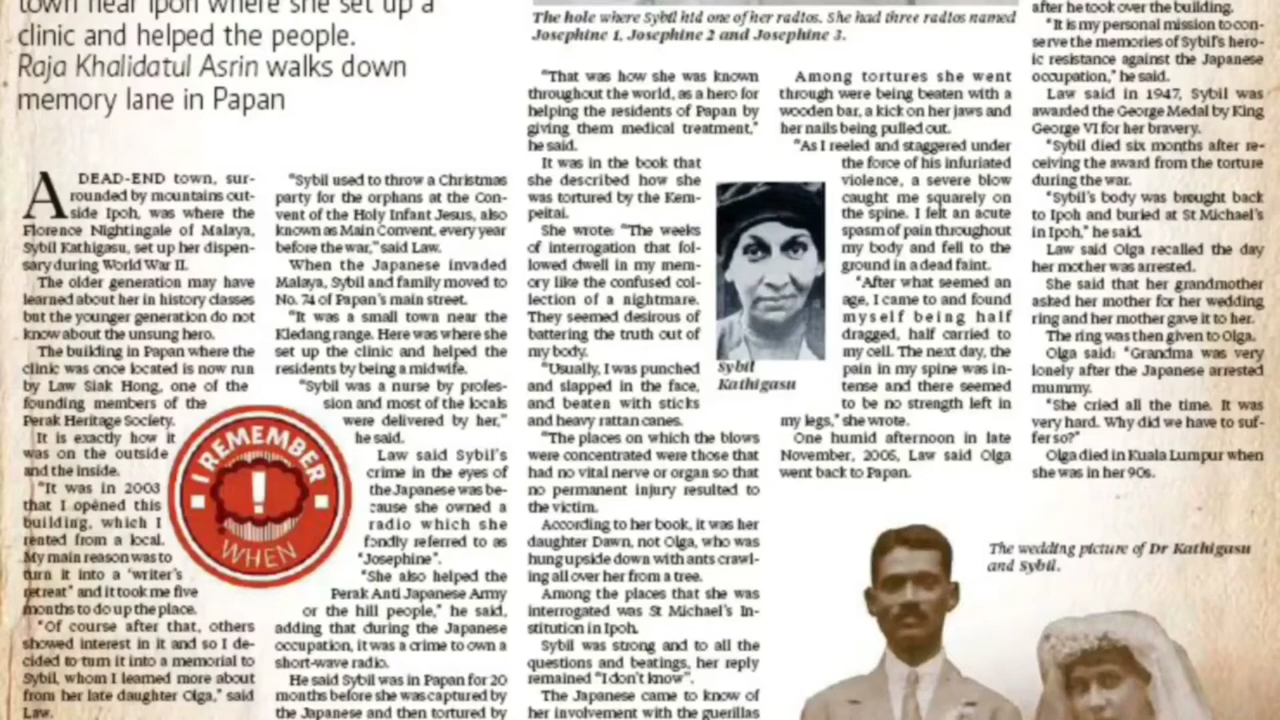 town near Ipoh where she set up a
clinic and helped the people.
Raja Khalidatul Asrin walks down
memory lane in Papan
A DEAD-END town, sur-
rounded by mountains out-
side Ipoh, was where the
Florence Nightingale of Malaya,
Sybil Kathigasu, set up her dispen-
sary during World War II.
The older generation may have
learned about her in history classes
but the younger generation do not
know about the unsung hero.
The building in Papan where the
clinic was once located is now run
by Law Siak Hong, one of the
founding members of the
Perak Heritage Society.
It is exactly how it
was on the outside
and the inside.
"It was in 2003
that I opened this
building, which I
rented from a local.
My main reason was to
turn it into a 'writer's
retreat" and it took me five
months to do up the place.
"Of course after that, others
showed interest in it and so I de-
cided to turn it into a memorial to
Sybil, whom I learned more about
from her late daughter Olga," said
Law.
I REMEMBER
WHEN
"Sybil used to throw a Christmas
party for the orphans at the Con-
vent of the Holy Infant Jesus, also
known as Main Convent, every year
before the war," said Law.
When the Japanese invaded
Malaya, Sybil and family moved to
No. 74 of Papan's main street.
"It was a small town near the
Kledang range. Here was where she
set up the clinic and helped the
residents by being a midwife.
"Sybil was a nurse by profes-
sion and most of the locals
were delivered by her,"
he said.
Law said Sybil's
crime in the eyes of
the Japanese was be-
cause she owned a
radio which she
fondly referred to as
"Josephine".
"She also helped the
Perak Anti Japanese Army
or the hill people," he said,
adding that during the Japanese
occupation, it was a crime to own a
short-wave radio.
He said Sybil was in Papan for 20
months before she was captured by
the Japanese and then tortured by
The hole where Sybil hid one of her radios. She had three radios named
Josephine 1, Josephine 2 and Josephine 3.
"That was how she was known
throughout the world, as a hero for
helping the residents of Papan by
giving them medical treatment,"
he said.
It was in the book that
she described how she
was tortured by the Kem-
peitai.
She wrote: "The weeks
of interrogation that fol-
lowed dwell in my mem-
ory like the confused col-
lection of a nightmare.
They seemed desirous of
battering the truth out of
my body.
"Usually, I was punched
and slapped in the face,
and beaten with sticks
and heavy rattan canes.
"The places on which the blows
were concentrated were those that
had no vital nerve or organ so that
no permanent injury resulted to
the victim.
According to her book, it was her
daughter Dawn, not Olga, who was
hung upside down with ants crawl-
ing all over her from a tree.
Among the places that she was
interrogated was St Michael's In-
stitution in Ipoh.
Sybil was strong and to all the
questions and beatings, her reply
remained "I don't know".
The Japanese came to know of
her involvement with the guerillas
Sybil
Kathigasu
Among tortures she went
through were being beaten with a
wooden bar, a kick on her jaws and
her nails being pulled out.
"As I reeled and staggered under
the force of his infuriated
violence, a severe blow
caught me squarely on
the spine. I felt an acute
spasm of pain throughout
my body and fell to the
ground in a dead faint.
"After what seemed an
age, I came to and found
myself being half
dragged, half carried to
my cell. The next day, the
pain in my spine was in-
tense and there seemed
to be no strength left in
my legs," she wrote.
One humid afternoon in late
November, 2005, Law said Olga
went back to Papan.
after he took over the building.
"It is my personal mission to con-
serve the memories of Sybil's hero-
ic resistance against the Japanese
occupation," he said.
Law said in 1947, Sybil was
awarded the George Medal by King
George VI for her bravery.
"Sybil died six months after re-
ceiving the award from the torture
during the war.
"Sybil's body was brought back
to Ipoh and buried at St Michael's
in Ipoh," he said.
Law said Olga recalled the day
her mother was arrested.
She said that her grandmother
asked her mother for her wedding
ring and her mother gave it to her.
The ring was then given to Olga.
Olga said: "Grandma was very
lonely after the Japanese arrested
mummy.
"She cried all the time. It was
very hard. Why did we have to suf-
fer so?"
Olga died in Kuala Lumpur when
she was in her 90s.
The wedding picture of Dr Kathigasu
and Sybil.